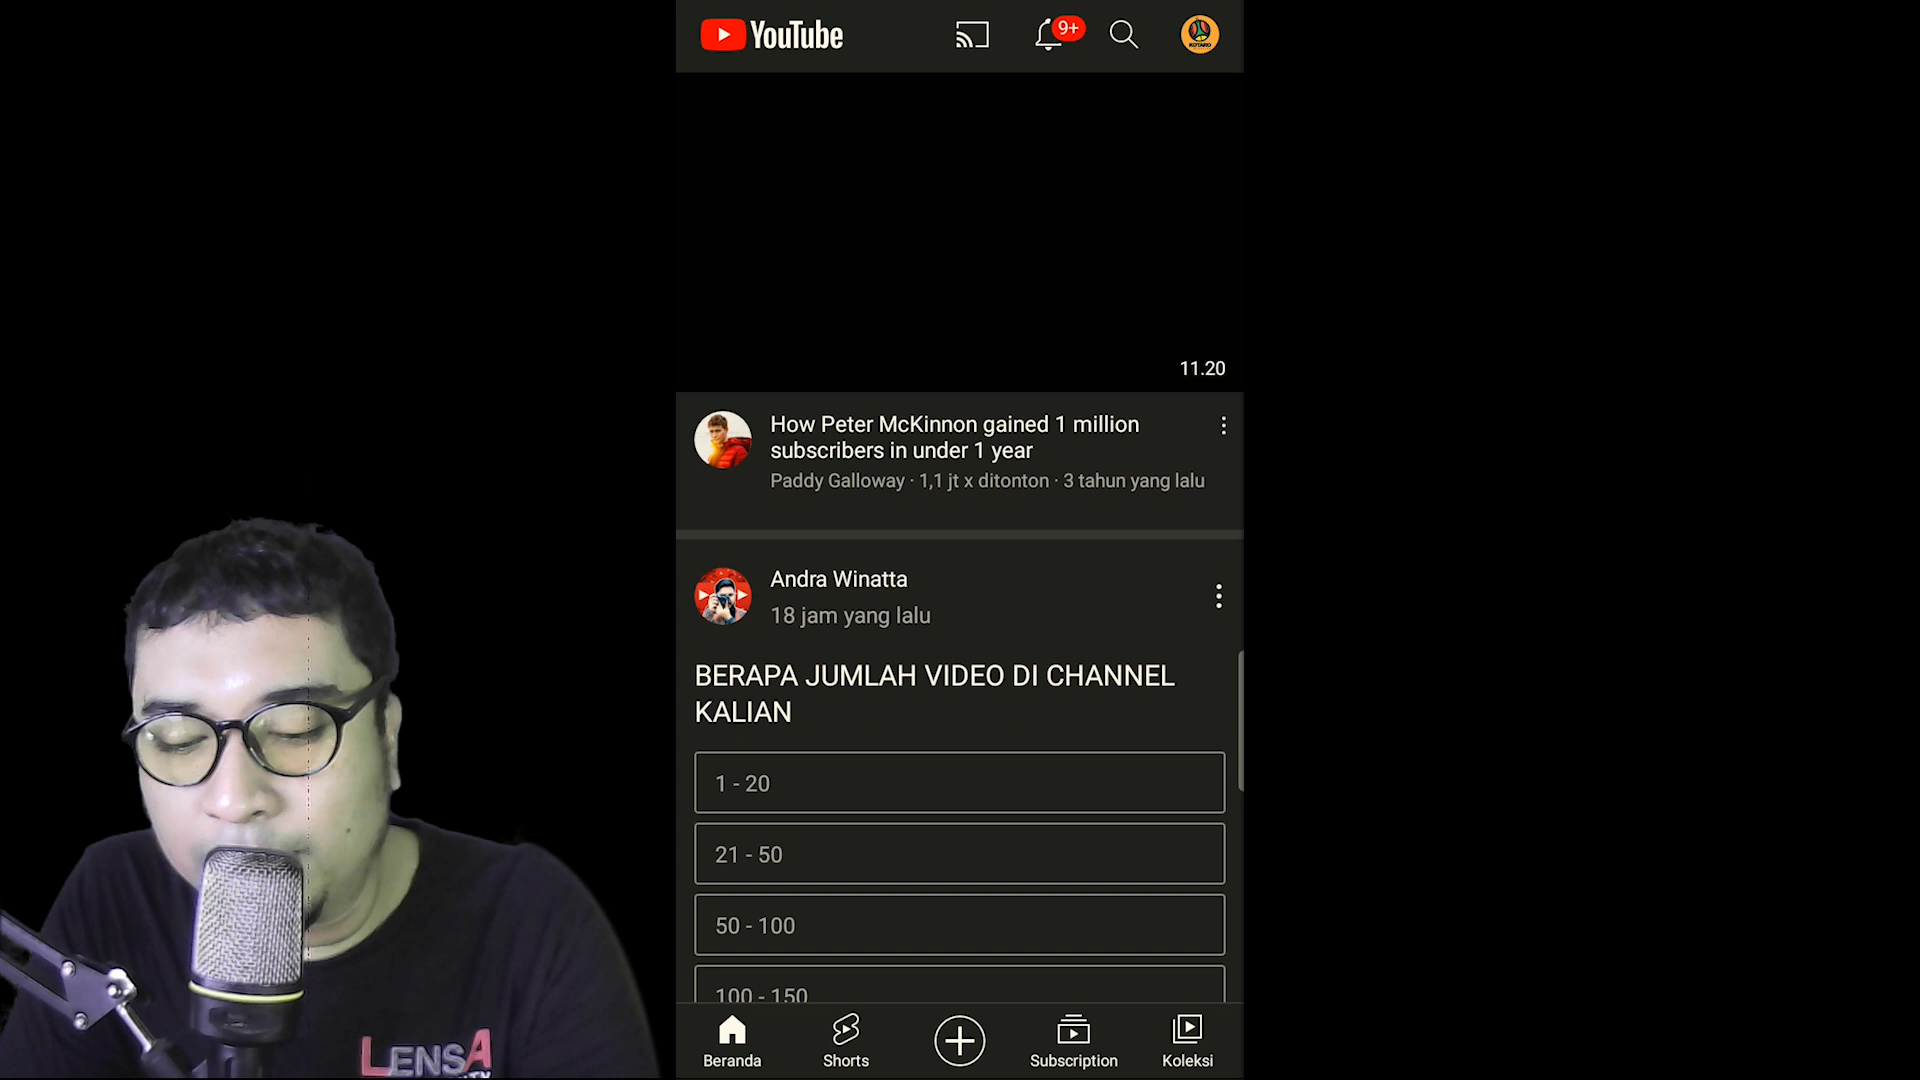 YouTube
9+
KOTARO
11.20
How Peter McKinnon gained 1 million
subscribers in under 1 year
Paddy Galloway · 1,1 jt x ditonton · 3 tahun yang lalu
Andra Winatta
18 jam yang lalu
BERAPA JUMLAH VIDEO DI CHANNEL
KALIAN
1 - 20
21 - 50
50 - 100
100 - 150
Beranda
Shorts
Subscription
Koleksi
LENSA